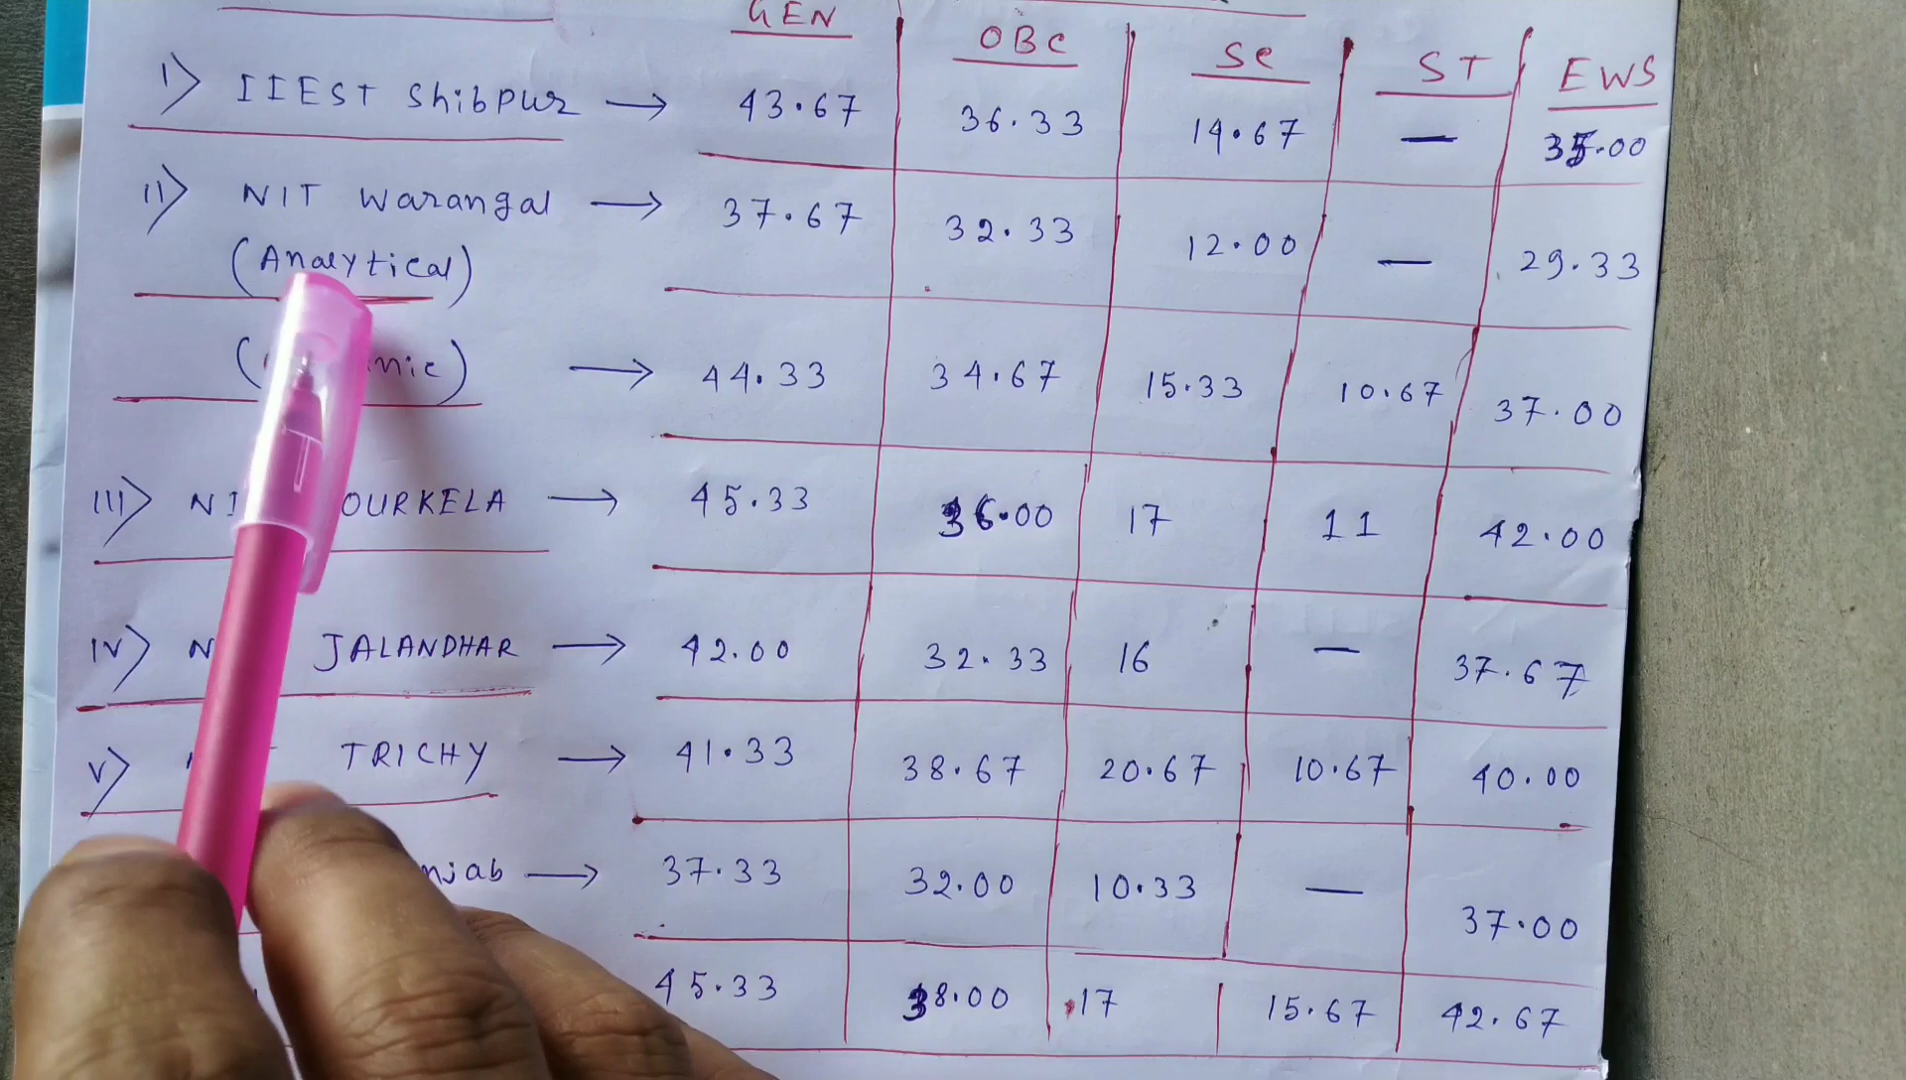 GEN OBC SC ST EWS
I) IIEST Shibpur → 43.67 36.33 14.67 — 35.00
II) NIT Warangal → 37.67 32.33 12.00 — 29.33
(Analytical)
→ 44.33 34.67 15.33 10.67 37.00
III) → 45.33 36.00 17 11 42.00
IV) JALANDHAR → 42.00 32.33 16 — 37.67
V) TRICHY → 41.33 38.67 20.67 10.67 40.00
→ 37.33 32.00 10.33 — 37.00
45.33 38.00 17 15.67 42.67